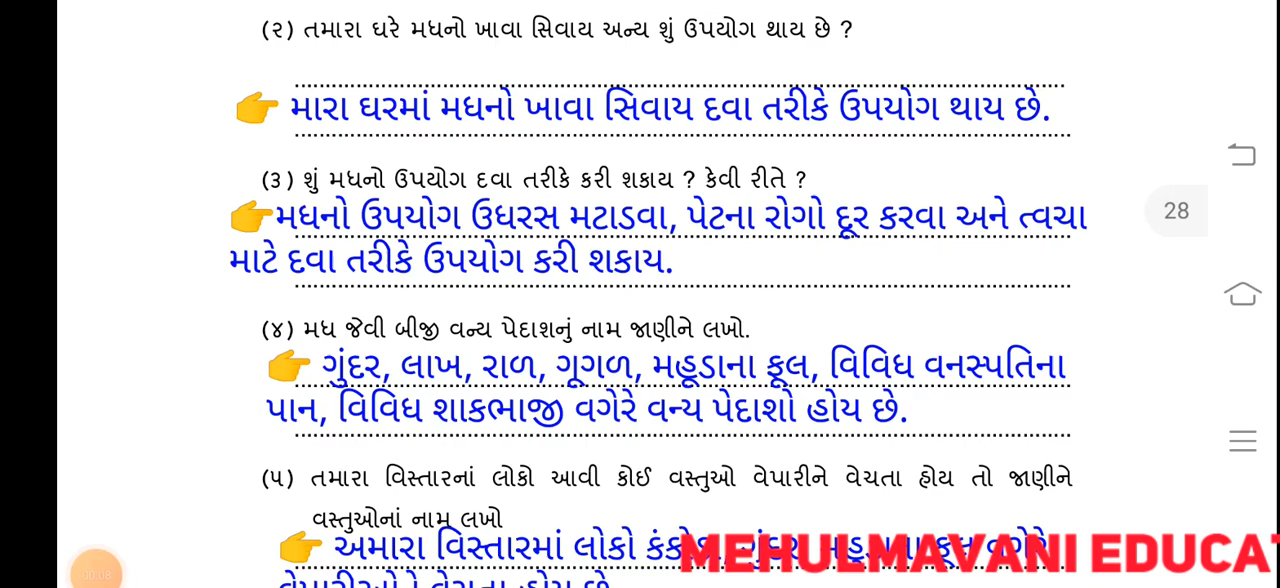 (૨) તમારા ઘરે મધનો ખાવા સિવાય અન્ય શું ઉપયોગ થાય છે ?
👉 મારા ઘરમાં મધનો ખાવા સિવાય દવા તરીકે ઉપયોગ થાય છે.
(૩) શું મધનો ઉપયોગ દવા તરીકે કરી શકાય ? કેવી રીતે ?
👉મધનો ઉપયોગ ઉધરસ મટાડવા, પેટના રોગો દૂર કરવા અને ત્વચા
માટે દવા તરીકે ઉપયોગ કરી શકાય.
28
(૪) મધ જેવી બીજી વન્ય પેદાશનું નામ જાણીને લખો.
👉 ગુંદર, લાખ, રાળ, ગૂગળ, મહૂડાના ફૂલ, વિવિધ વનસ્પતિના
પાન, વિવિધ શાકભાજી વગેરે વન્ય પેદાશો હોય છે.
(૫) તમારા વિસ્તારનાં લોકો આવી કોઈ વસ્તુઓ વેપારીને વેચતા હોય તો જાણીને
વસ્તુઓનાં નામ લખો
👉 અમારા વિસ્તારમાં લોકો
MEHULMAVANI EDUCAT
00:08